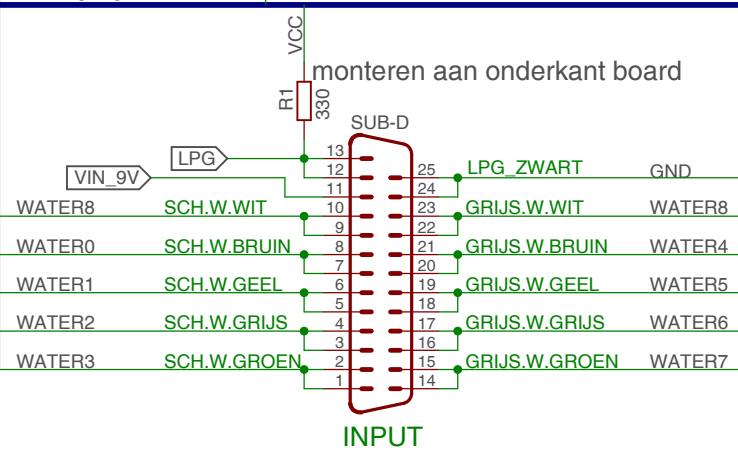 VCC
monteren aan onderkant board
R1
330
SUB-D
LPG
13
12
25
LPG_ZWART
GND
VIN_9V
11
24
WATER8
SCH.W.WIT
10
23
GRIJS.W.WIT
WATER8
9
22
WATER0
SCH.W.BRUIN
8
21
GRIJS.W.BRUIN
WATER4
7
20
WATER1
SCH.W.GEEL
6
19
GRIJS.W.GEEL
WATER5
5
18
WATER2
SCH.W.GRIJS
4
17
GRIJS.W.GRIJS
WATER6
3
16
WATER3
SCH.W.GROEN
2
15
GRIJS.W.GROEN
WATER7
1
14
INPUT